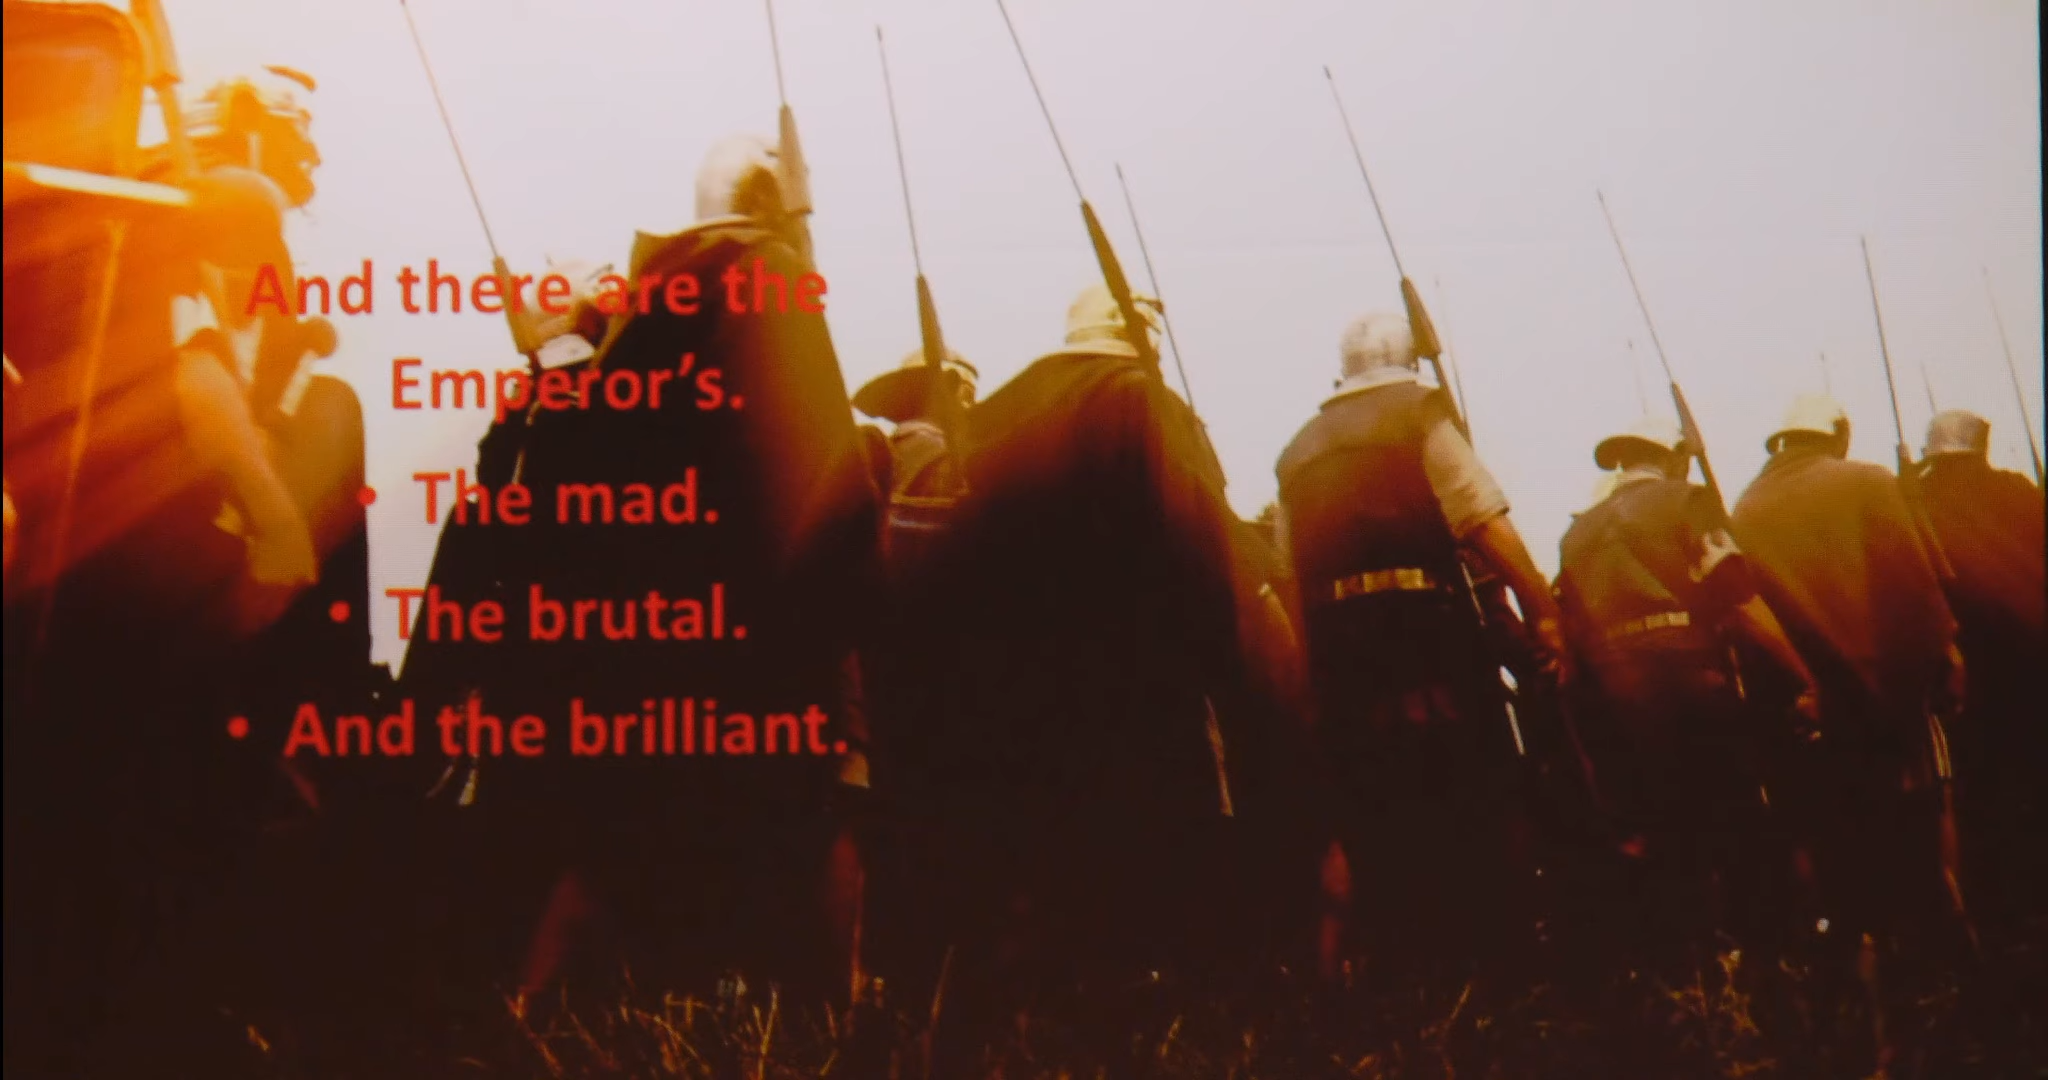 And there are the
Emperor’s.
• The mad.
• The brutal.
• And the brilliant.